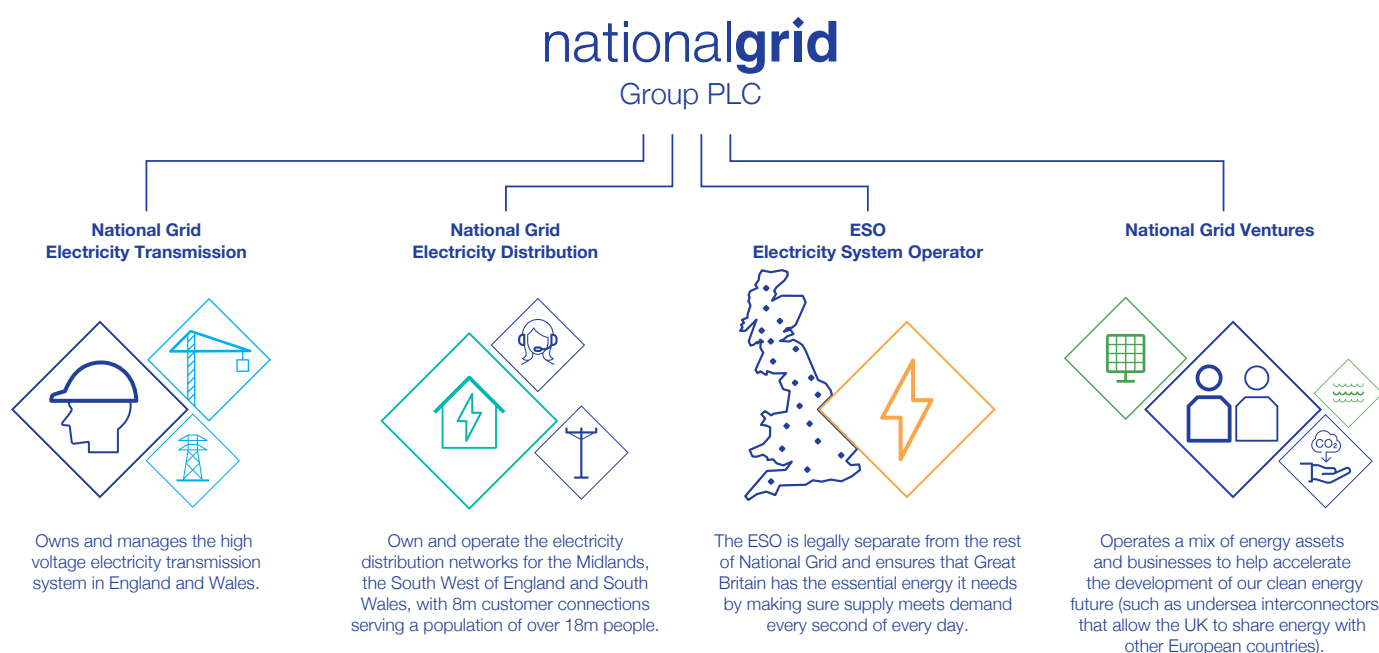 nationalgrid
Group PLC
National Grid
Electricity Transmission
National Grid
Electricity Distribution
ESO
Electricity System Operator
National Grid Ventures
CO₂
Owns and manages the high
voltage electricity transmission
system in England and Wales.
Own and operate the electricity
distribution networks for the Midlands,
the South West of England and South
Wales, with 8m customer connections
serving a population of over 18m people.
The ESO is legally separate from the rest
of National Grid and ensures that Great
Britain has the essential energy it needs
by making sure supply meets demand
every second of every day.
Operates a mix of energy assets
and businesses to help accelerate
the development of our clean energy
future (such as undersea interconnectors
that allow the UK to share energy with
other European countries).